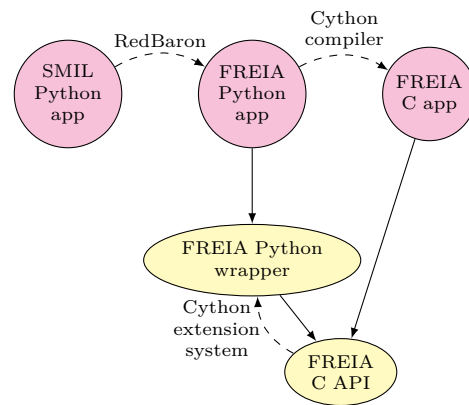 RedBaron
Cython
compiler
SMIL
Python
app
FREIA
Python
app
FREIA
C app
FREIA Python
wrapper
Cython
extension
system
FREIA
C API